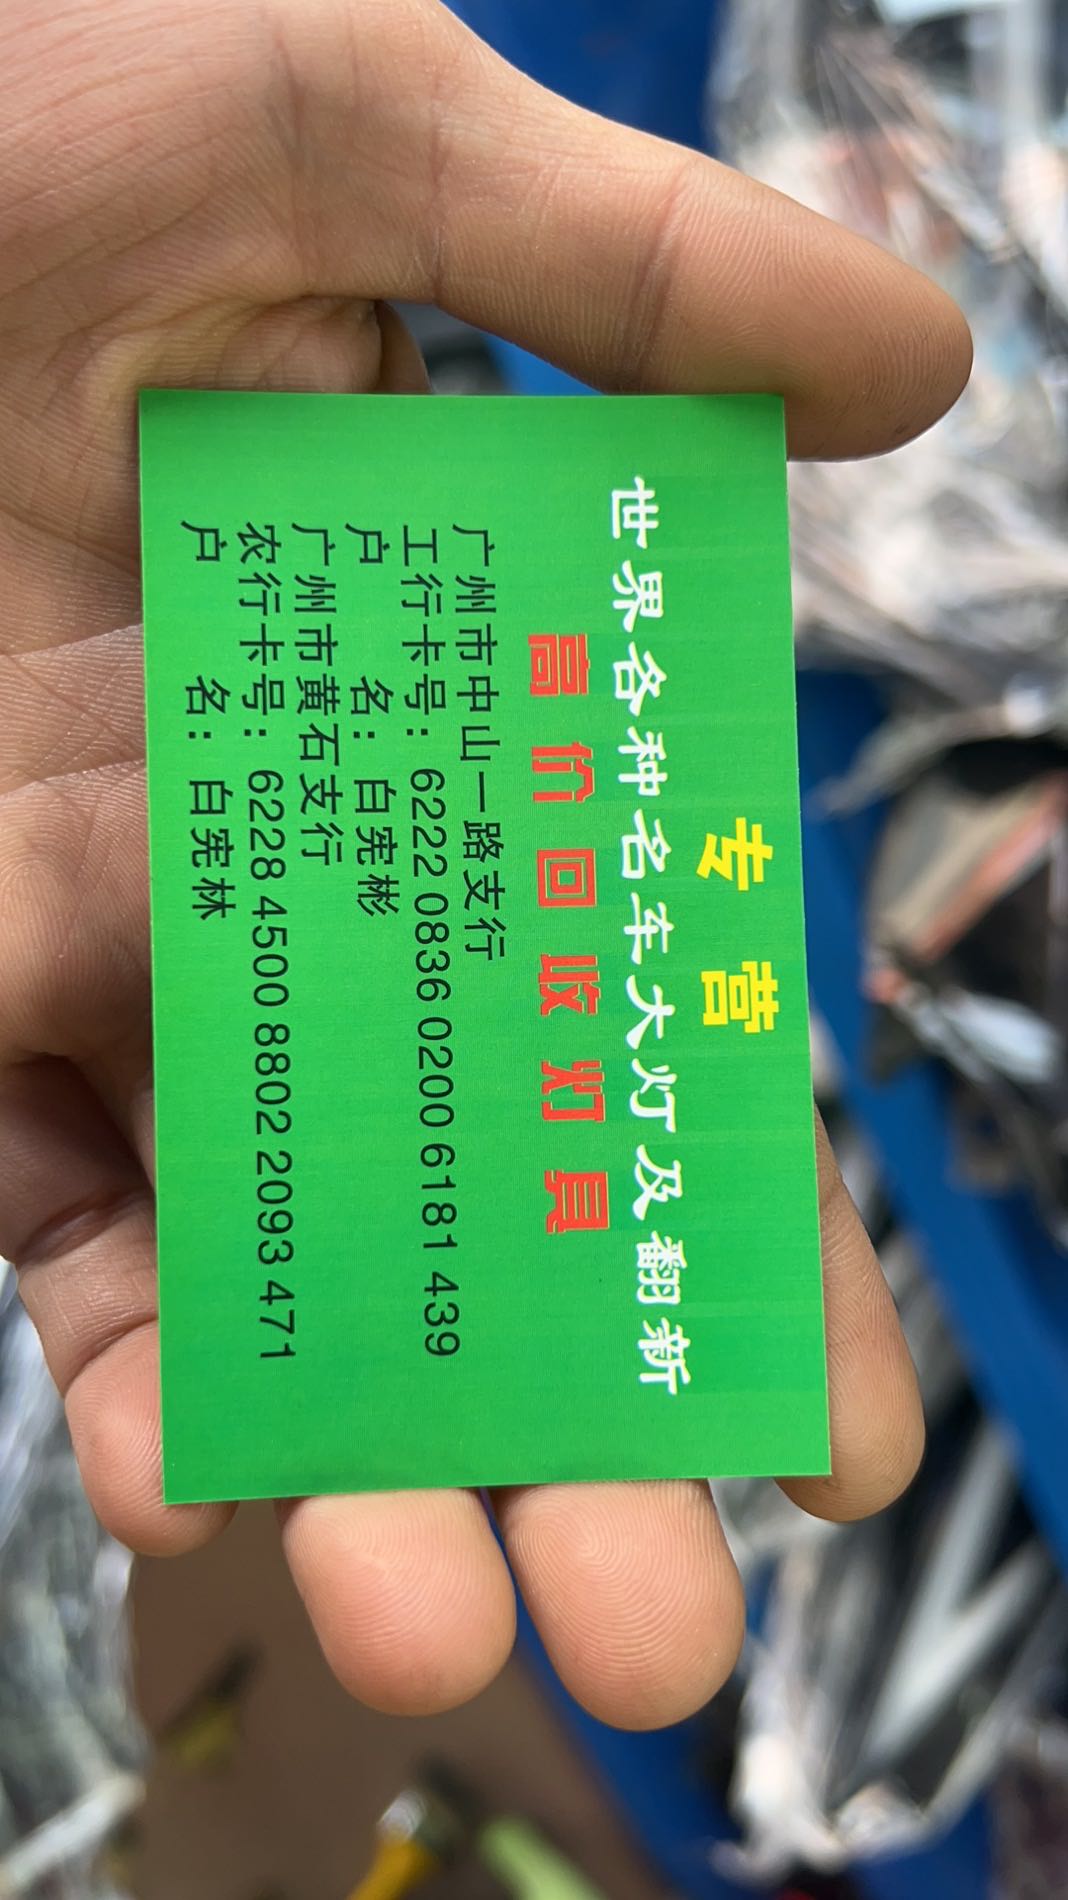 专营
世界各种名车大灯及翻新
高价回收灯具
广州市中山一路支行
工行卡号：6222 0836 0200 6181 439
户 名：白宪彬
广州市黄石支行
农行卡号：6228 4500 8802 2093 471
户 名：白宪林